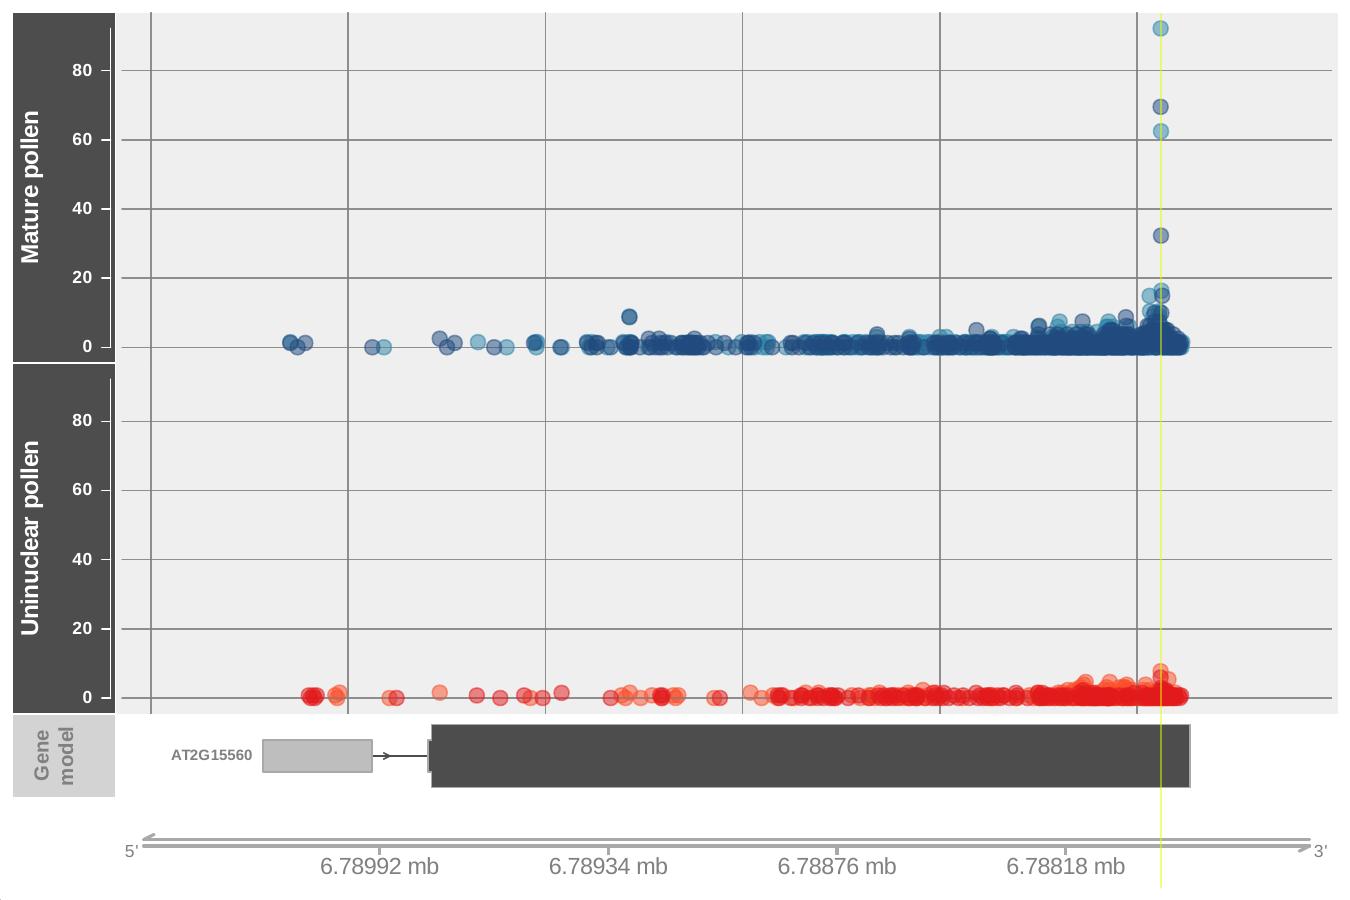 Mature pollen
80
60
40
20
0
Uninuclear pollen
80
60
40
20
0
Gene
model
AT2G15560
5'
3'
6.78992 mb
6.78934 mb
6.78876 mb
6.78818 mb